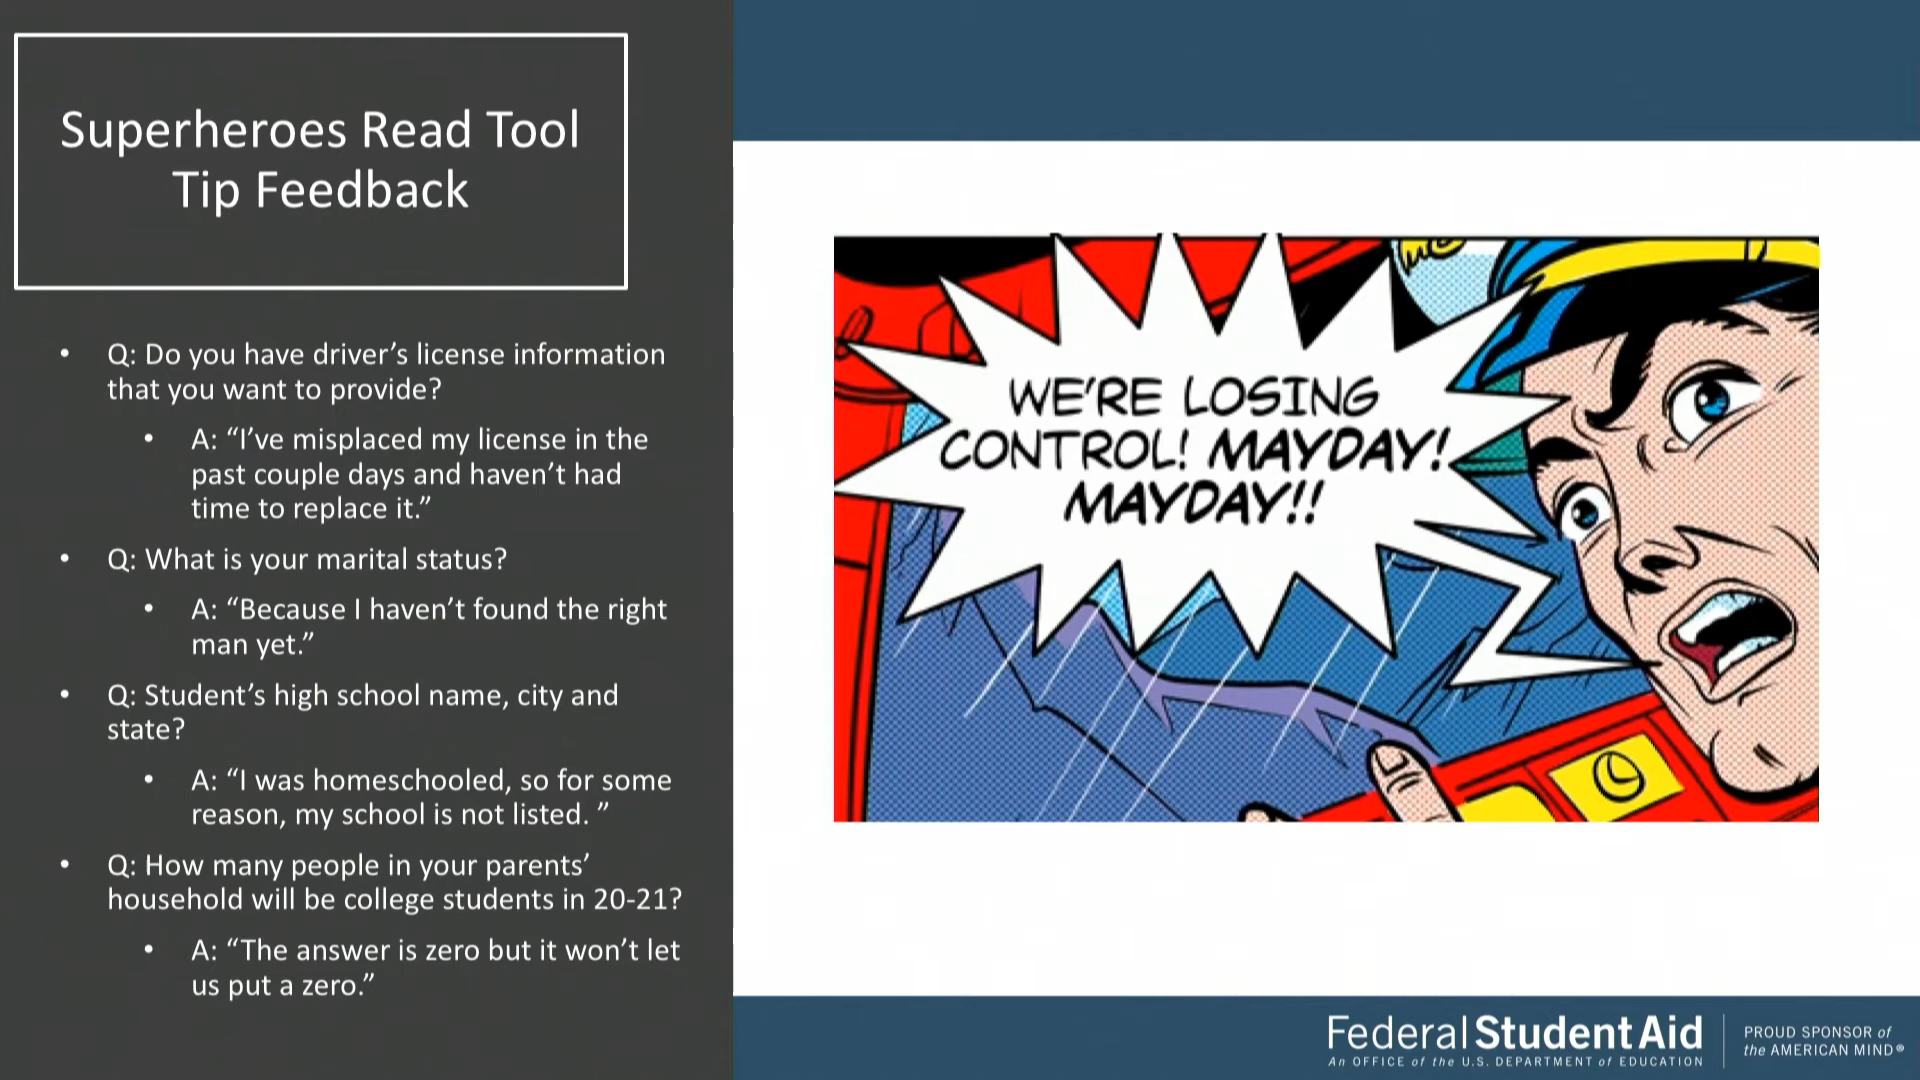 Superheroes Read Tool
Tip Feedback
• Q: Do you have driver’s license information
that you want to provide?
• A: “I’ve misplaced my license in the
past couple days and haven’t had
time to replace it.”
• Q: What is your marital status?
• A: “Because I haven’t found the right
man yet.”
• Q: Student’s high school name, city and
state?
• A: “I was homeschooled, so for some
reason, my school is not listed. ”
• Q: How many people in your parents’
household will be college students in 20-21?
• A: “The answer is zero but it won’t let
us put a zero.”
WE’RE LOSING
CONTROL! MAYDAY!
MAYDAY!!
Federal Student Aid
An OFFICE of the U.S. DEPARTMENT of EDUCATION
PROUD SPONSOR of
the AMERICAN MIND®